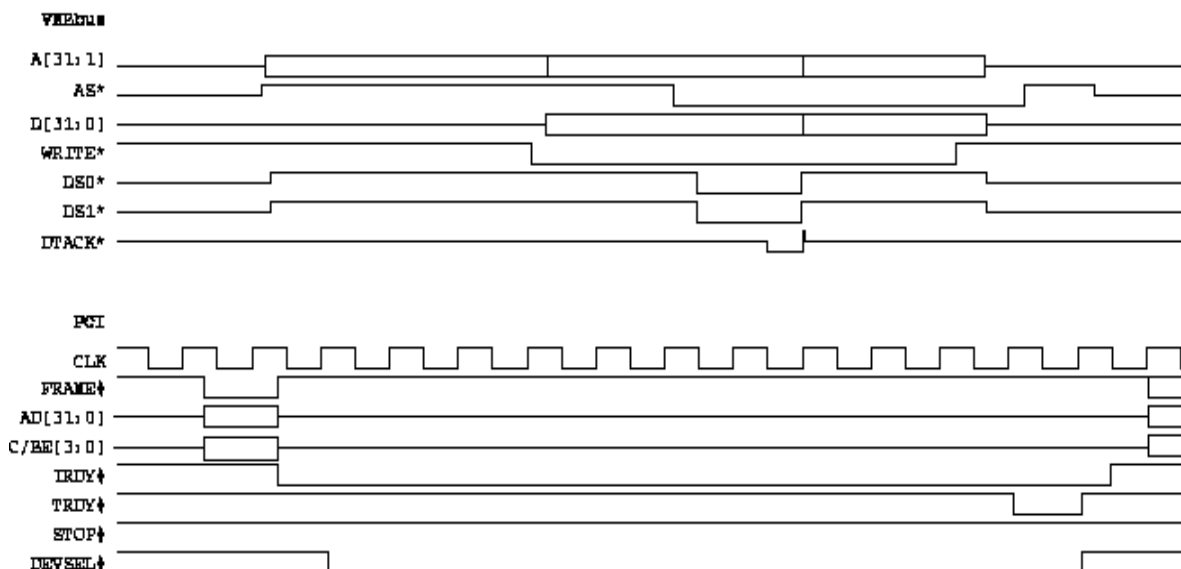 VMEbus
A[31:1]
AS*
D[31:0]
WRITE*
DS0*
DS1*
DTACK*
PCI
CLK
FRAME#
AD[31:0]
C/BE[3:0]
IRDY#
TRDY#
STOP#
DEVSEL#